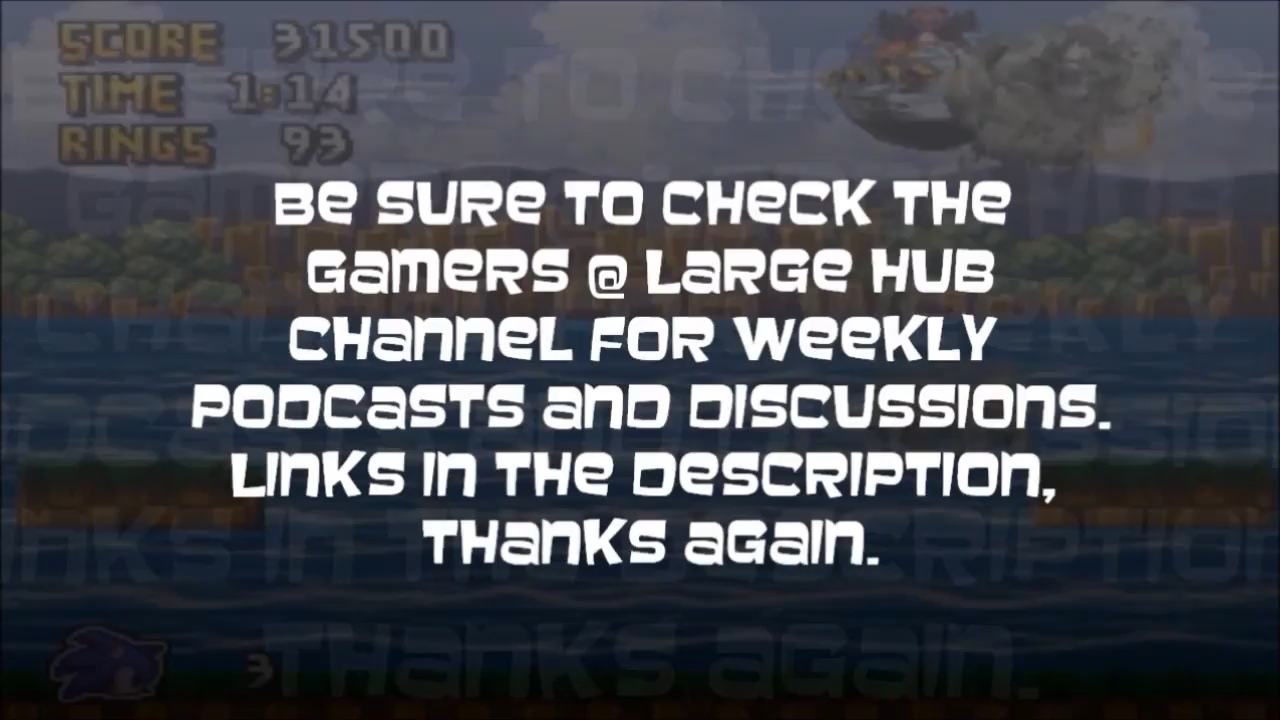 SCORE 31500
TIME 1:14
RINGS 93
BE SURE TO CHECK THE
GAMERS @ LARGE HUB
CHANNEL FOR WEEKLY
PODCASTS AND DISCUSSIONS.
LINKS IN THE DESCRIPTION,
THANKS AGAIN.
3